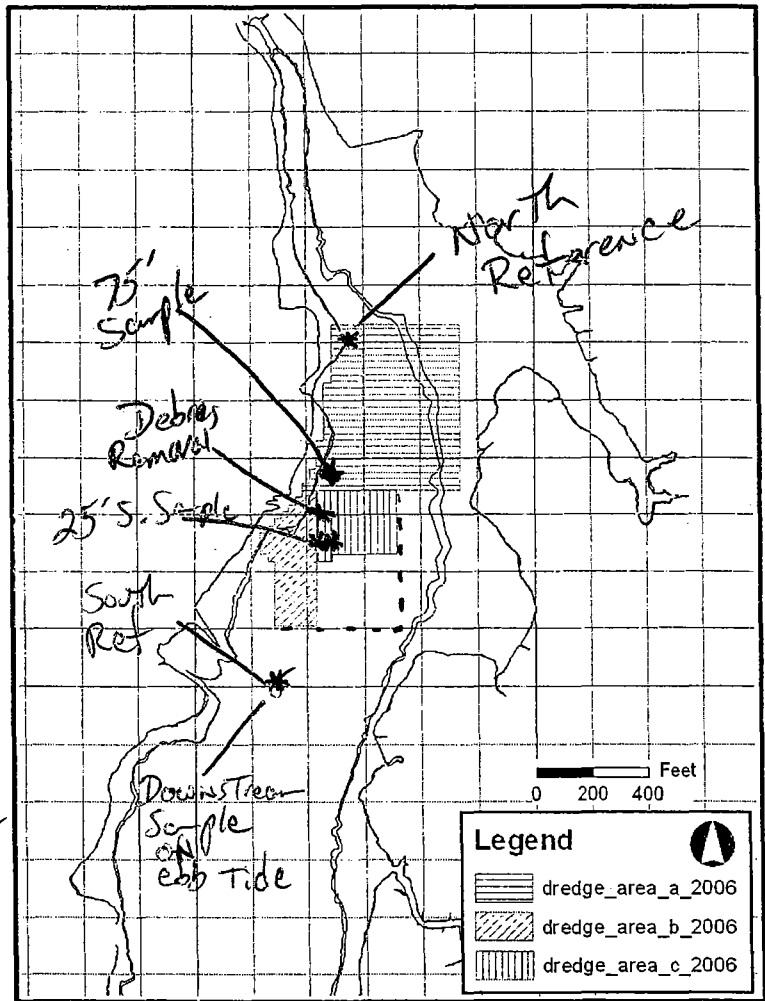 North
Reference
75'
Sample
Debris
Removal
25' S. Sample
South
Ref
Downstream
Sample
on
ebb Tide
Feet
0 200 400
Legend
dredge_area_a_2006
dredge_area_b_2006
dredge_area_c_2006